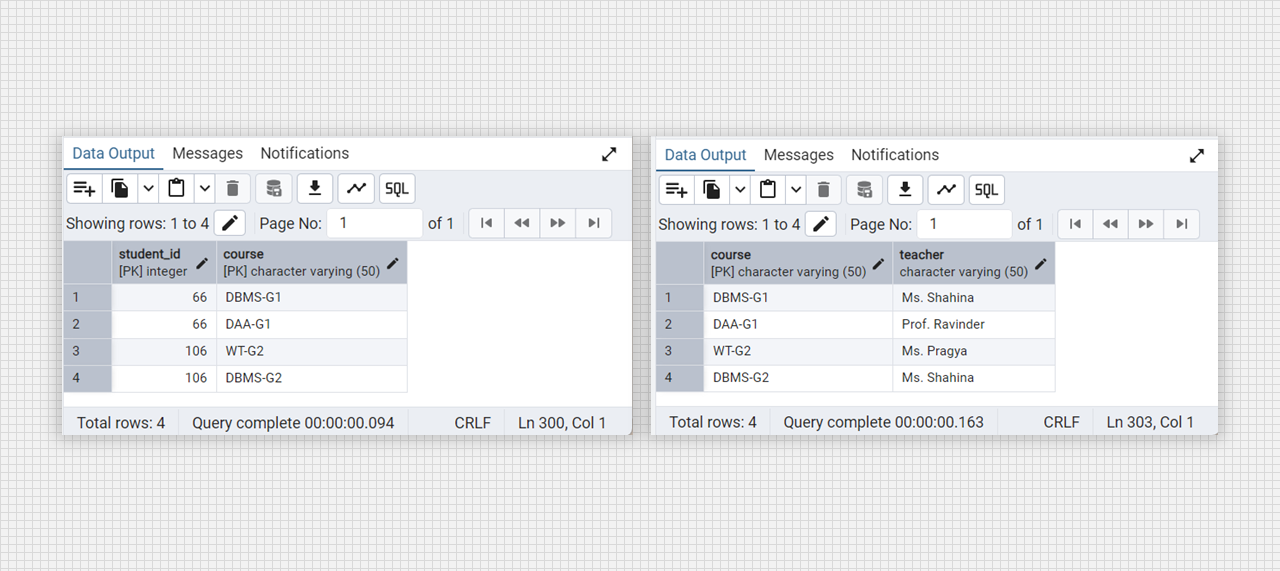 Data Output Messages Notifications
SQL
Showing rows: 1 to 4 Page No: 1 of 1
student_id course
[PK] integer [PK] character varying (50)
1 66 DBMS-G1
2 66 DAA-G1
3 106 WT-G2
4 106 DBMS-G2
Total rows: 4 Query complete 00:00:00.094 CRLF Ln 300, Col 1
Data Output Messages Notifications
SQL
Showing rows: 1 to 4 Page No: 1 of 1
course teacher
[PK] character varying (50) character varying (50)
1 DBMS-G1 Ms. Shahina
2 DAA-G1 Prof. Ravinder
3 WT-G2 Ms. Pragya
4 DBMS-G2 Ms. Shahina
Total rows: 4 Query complete 00:00:00.163 CRLF Ln 303, Col 1